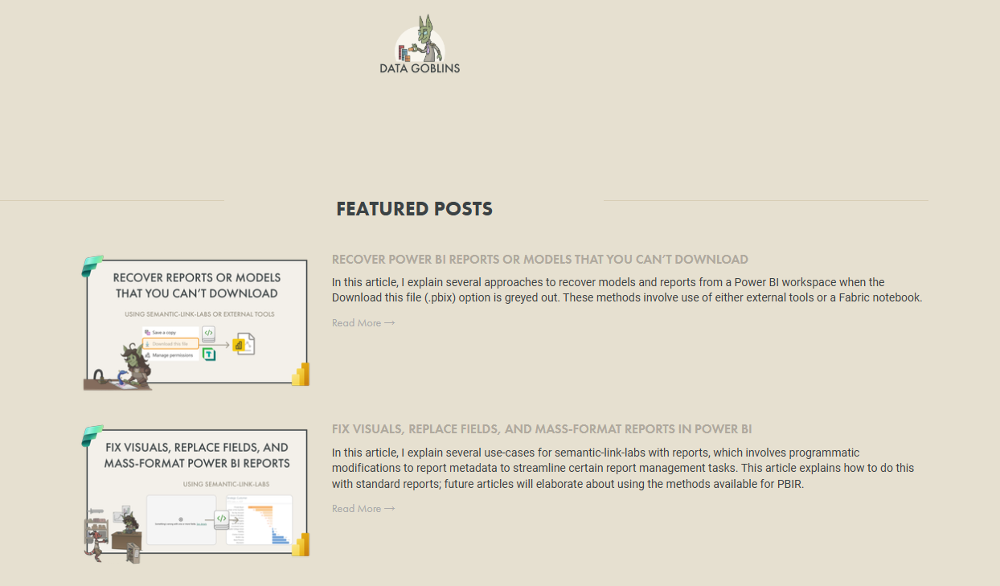 DATA GOBLINS
FEATURED POSTS
RECOVER REPORTS OR MODELS
THAT YOU CAN'T DOWNLOAD
USING SEMANTIC-LINK-LABS OR EXTERNAL TOOLS
Save a copy
Download this file
Manage permissions
RECOVER POWER BI REPORTS OR MODELS THAT YOU CAN'T DOWNLOAD
In this article, I explain several approaches to recover models and reports from a Power BI workspace when the
Download this file (.pbix) option is greyed out. These methods involve use of either external tools or a Fabric notebook.
Read More →
FIX VISUALS, REPLACE FIELDS, AND
MASS-FORMAT POWER BI REPORTS
USING SEMANTIC-LINK-LABS
FIX VISUALS, REPLACE FIELDS, AND MASS-FORMAT REPORTS IN POWER BI
In this article, I explain several use-cases for semantic-link-labs with reports, which involves programmatic
modifications to report metadata to streamline certain report management tasks. This article explains how to do this
with standard reports; future articles will elaborate about using the methods available for PBIR.
Read More →